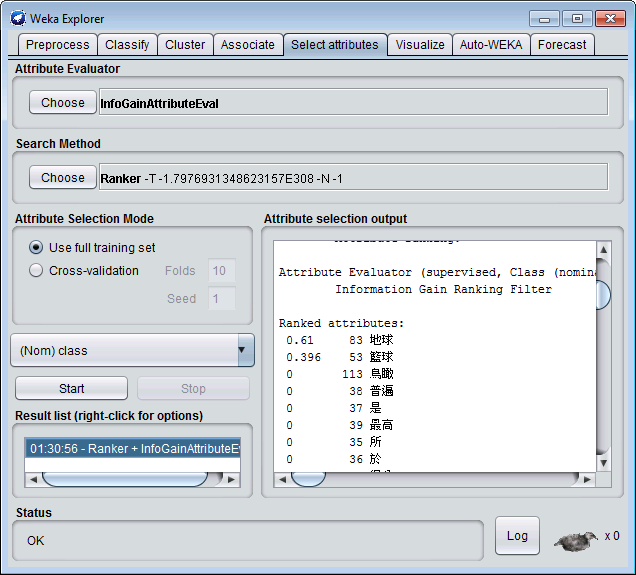 Weka Explorer
Preprocess Classify Cluster Associate Select attributes Visualize Auto-WEKA Forecast
Attribute Evaluator
Choose InfoGainAttributeEval
Search Method
Choose Ranker -T -1.7976931348623157E308 -N -1
Attribute Selection Mode
Use full training set
Cross-validation Folds 10
Seed 1
(Nom) class
Start Stop
Result list (right-click for options)
01:30:56 - Ranker + InfoGainAttributeEv
Attribute selection output
Attribute ranking.
Attribute Evaluator (supervised, Class (nomina
Information Gain Ranking Filter
Ranked attributes:
0.61 83 地球
0.396 53 籃球
0 113 鳥瞰
0 38 普遍
0 37 是
0 39 最高
0 35 所
0 36 於
Status
OK
Log x 0